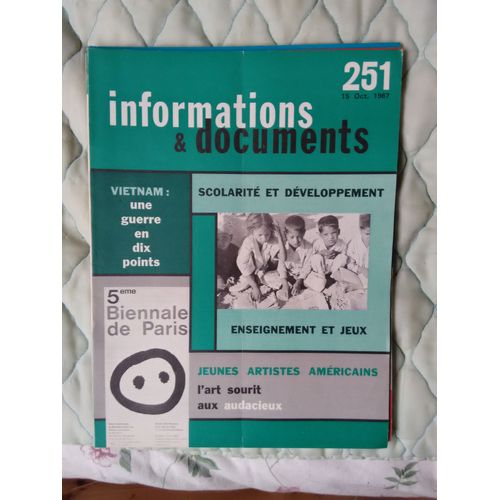 251
15 Oct. 1967
informations
& documents
VIETNAM :
une
guerre
en
dix
points
SCOLARITÉ ET DÉVELOPPEMENT
ENSEIGNEMENT ET JEUX
5eme
Biennale
de Paris
JEUNES ARTISTES AMÉRICAINS
l'art sourit
aux audacieux